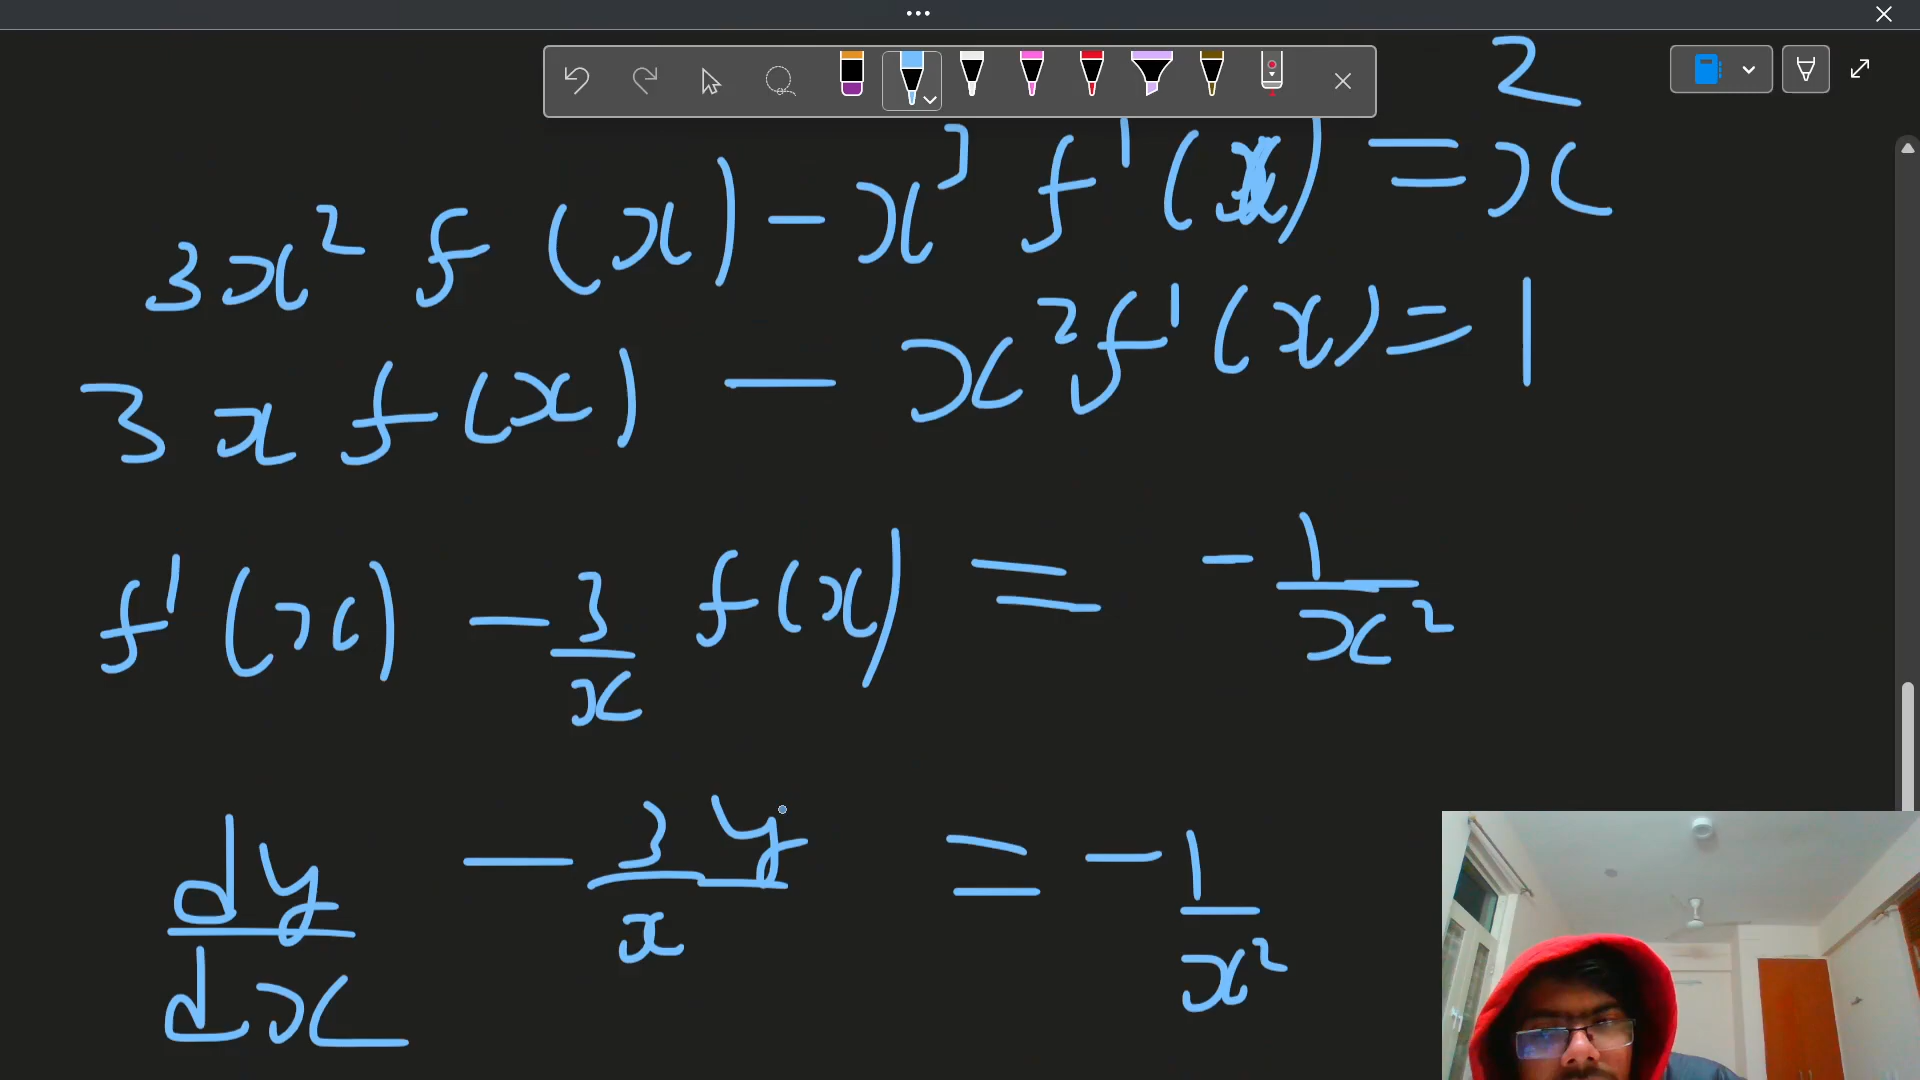 2
3x² f(x) - x³ f'(x) = x
3x f(x) - x² f'(x) = 1
f'(x) - 3/x f(x) = - 1/x²
dy/dx - 3y/x = - 1/x²